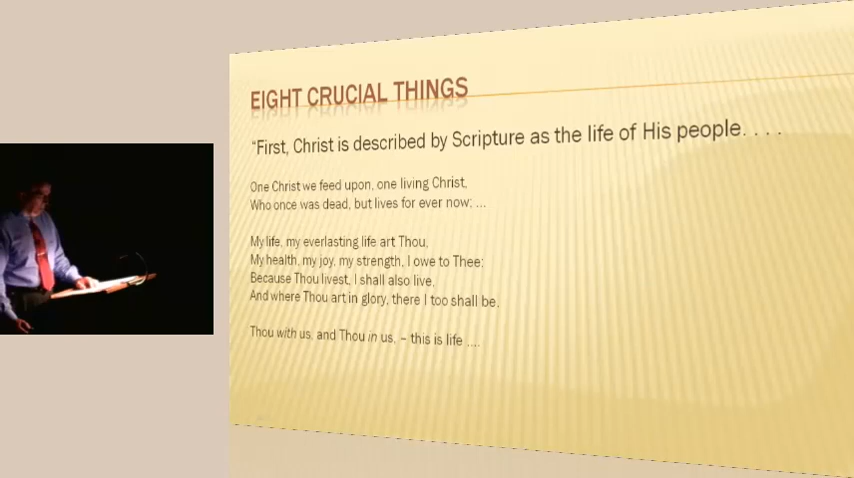 EIGHT CRUCIAL THINGS
“First, Christ is described by Scripture as the life of His people. . . .
One Christ we feed upon, one living Christ,
Who once was dead, but lives for ever now; ...
My life, my everlasting life art Thou,
My health, my joy, my strength, I owe to Thee;
Because Thou livest, I shall also live,
And where Thou art in glory, there I too shall be.
Thou with us, and Thou in us, – this is life ....